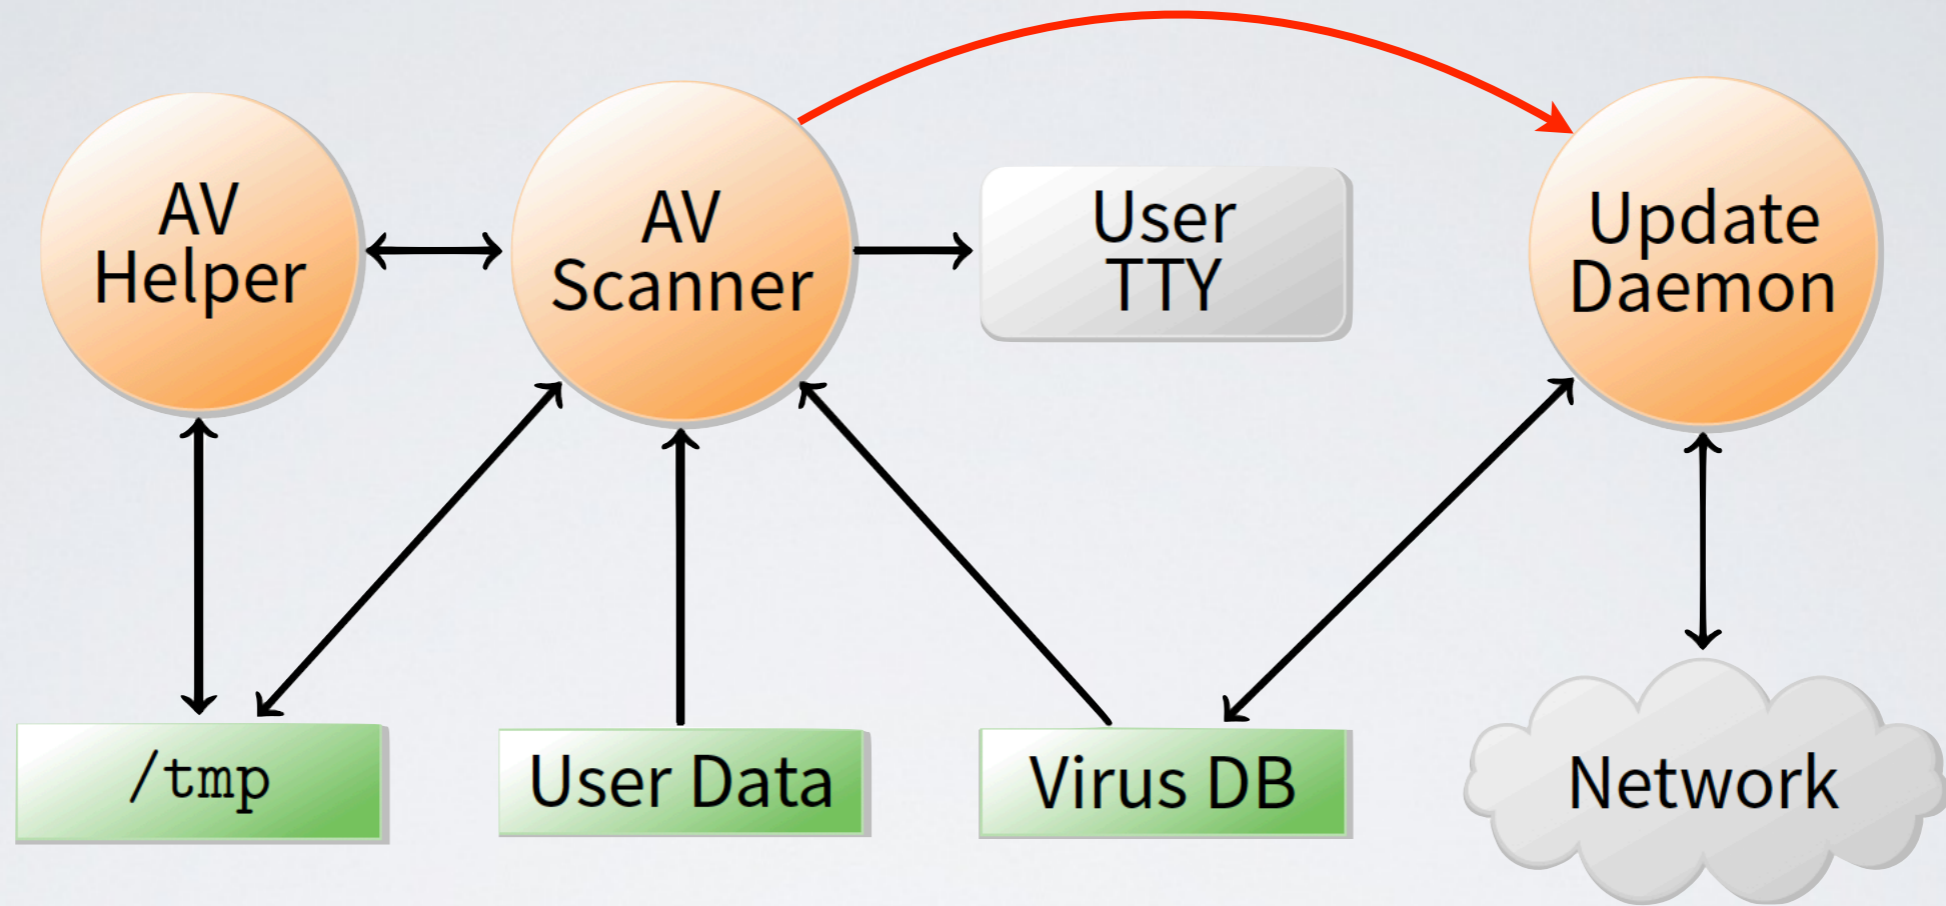 AV
Helper
AV
Scanner
User
TTY
Update
Daemon
/tmp
User Data
Virus DB
Network